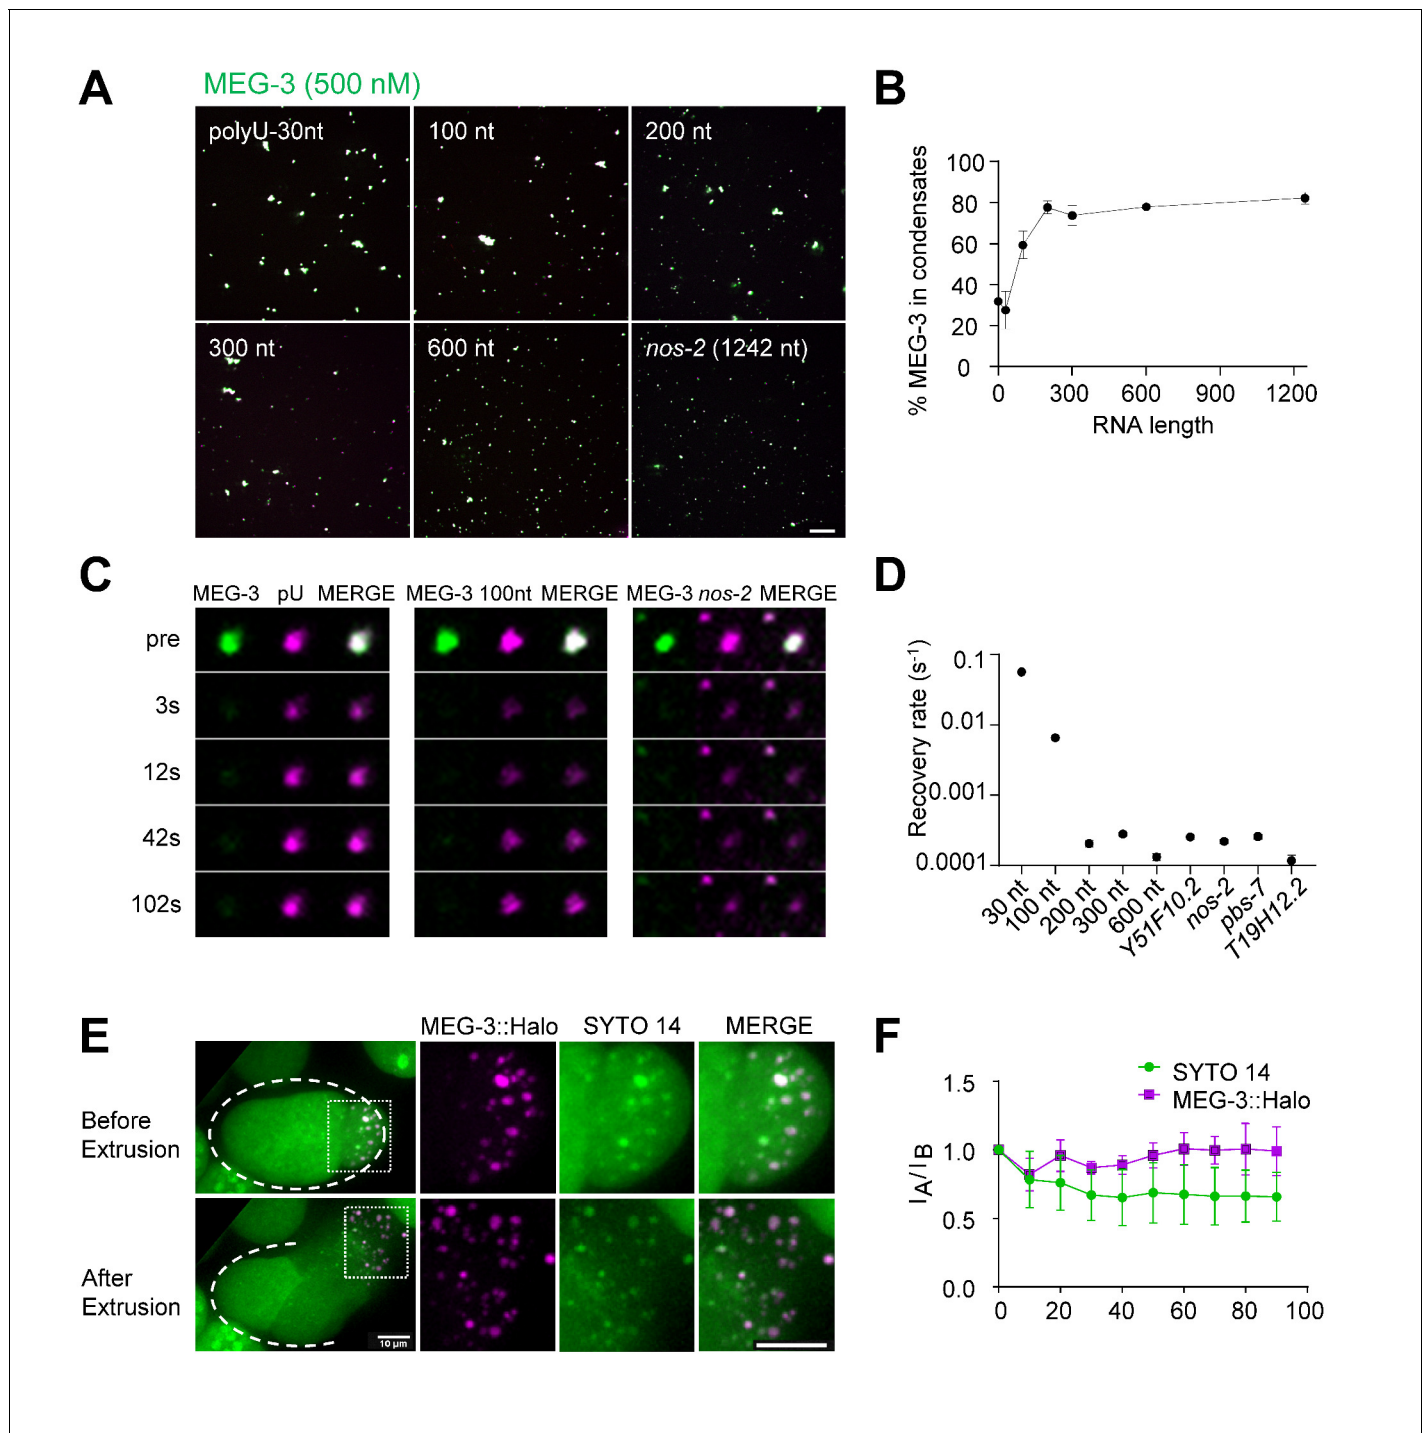 A
MEG-3 (500 nM)
polyU-30nt
100 nt
200 nt
300 nt
600 nt
nos-2 (1242 nt)
B
% MEG-3 in condensates
100
80
60
40
20
0
0 300 600 900 1200
RNA length
C
MEG-3 pU MERGE
MEG-3 100nt MERGE
MEG-3 nos-2 MERGE
pre
3s
12s
42s
102s
D
Recovery rate (s-1)
0.1
0.01
0.001
0.0001
30 nt
100 nt
200 nt
300 nt
600 nt
Y51F10.2
nos-2
pbs-7
T19H12.2
E
MEG-3::Halo SYTO 14 MERGE
Before
Extrusion
After
Extrusion
10 µm
F
SYTO 14
MEG-3::Halo
IA/IB
1.5
1.0
0.5
0.0
0 20 40 60 80 100